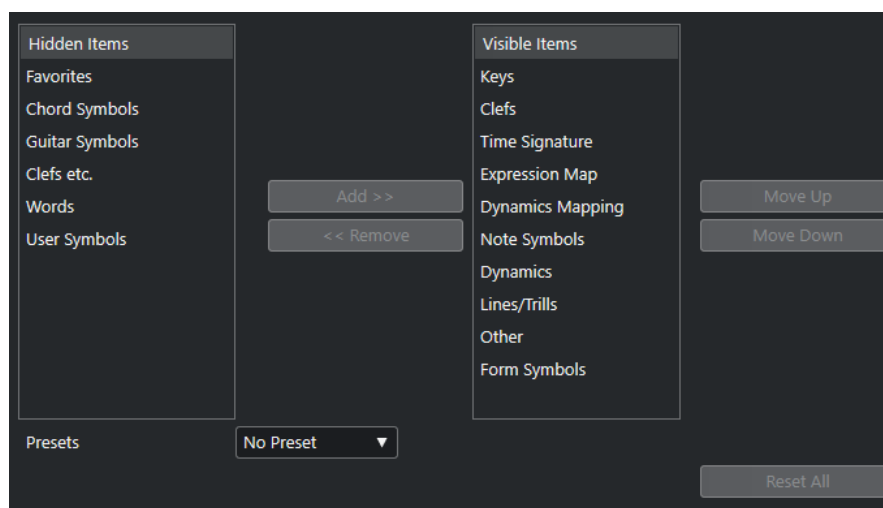 Hidden Items
Favorites
Chord Symbols
Guitar Symbols
Clefs etc.
Words
User Symbols
Add >>
<< Remove
Visible Items
Keys
Clefs
Time Signature
Expression Map
Dynamics Mapping
Note Symbols
Dynamics
Lines/Trills
Other
Form Symbols
Move Up
Move Down
Presets
No Preset
Reset All